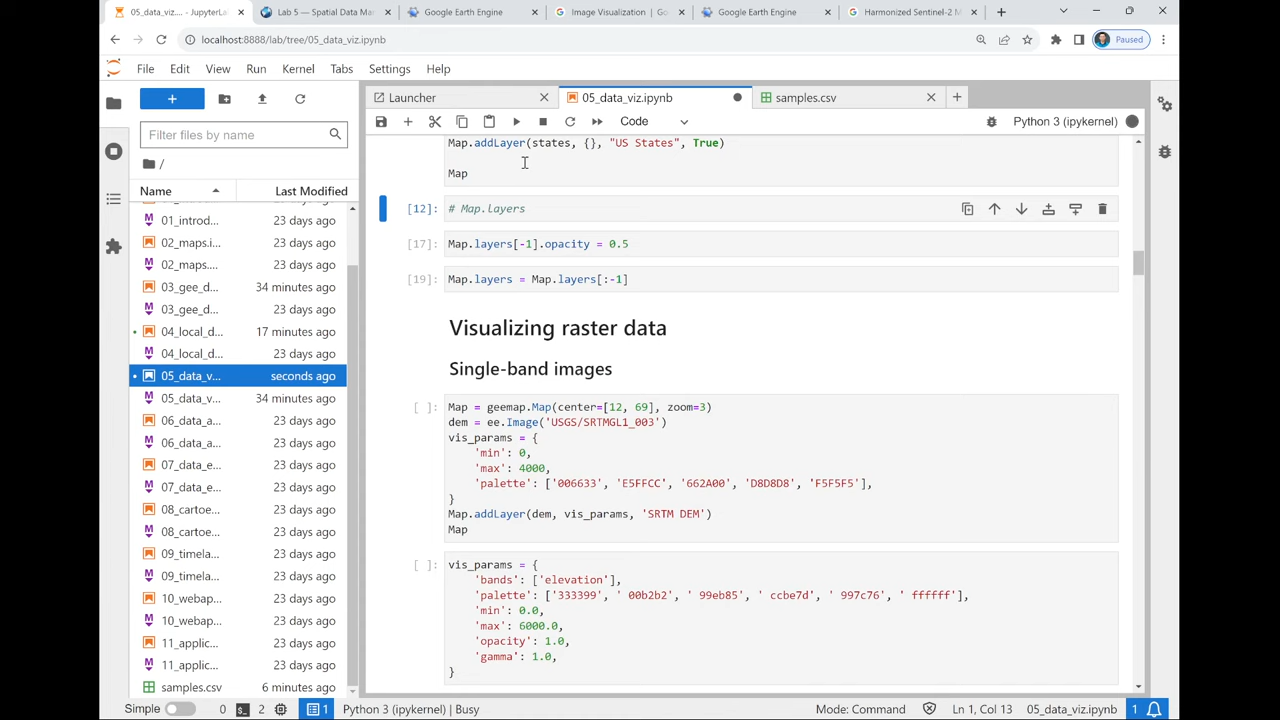 05_data_viz.... - JupyterLa
Lab 5 — Spatial Data Ma
Google Earth Engine
Image Visualization | Go
Google Earth Engine
Harmonized Sentinel-2 M
localhost:8888/lab/tree/05_data_viz.ipynb
Paused
File Edit View Run Kernel Tabs Settings Help
Launcher
05_data_viz.ipynb
samples.csv
Code
Python 3 (ipykernel)
Filter files by name
/
Name Last Modified
01_introd... 23 days ago
02_maps.i... 23 days ago
02_maps.... 23 days ago
03_gee_d... 34 minutes ago
03_gee_d... 23 days ago
04_local_d... 17 minutes ago
04_local_d... 23 days ago
05_data_v... seconds ago
05_data_v... 34 minutes ago
06_data_a... 23 days ago
06_data_a... 23 days ago
07_data_e... 23 days ago
07_data_e... 23 days ago
08_cartoe... 23 days ago
08_cartoe... 23 days ago
09_timela... 23 days ago
09_timela... 23 days ago
10_webap... 23 days ago
10_webap... 23 days ago
11_applic... 23 days ago
11_applic... 23 days ago
samples.csv 6 minutes ago
Map.addLayer(states, {}, "US States", True)
Map
[12]: # Map.layers
[17]: Map.layers[-1].opacity = 0.5
[19]: Map.layers = Map.layers[:-1]
Visualizing raster data
Single-band images
[ ]: Map = geemap.Map(center=[12, 69], zoom=3)
dem = ee.Image('USGS/SRTMGL1_003')
vis_params = {
'min': 0,
'max': 4000,
'palette': ['006633', 'E5FFCC', '662A00', 'D8D8D8', 'F5F5F5'],
}
Map.addLayer(dem, vis_params, 'SRTM DEM')
Map
[ ]: vis_params = {
'bands': ['elevation'],
'palette': ['333399', ' 00b2b2', ' 99eb85', ' ccbe7d', ' 997c76', ' ffffff'],
'min': 0.0,
'max': 6000.0,
'opacity': 1.0,
'gamma': 1.0,
}
Simple 0 2 1 Python 3 (ipykernel) | Busy Mode: Command Ln 1, Col 13 05_data_viz.ipynb 1